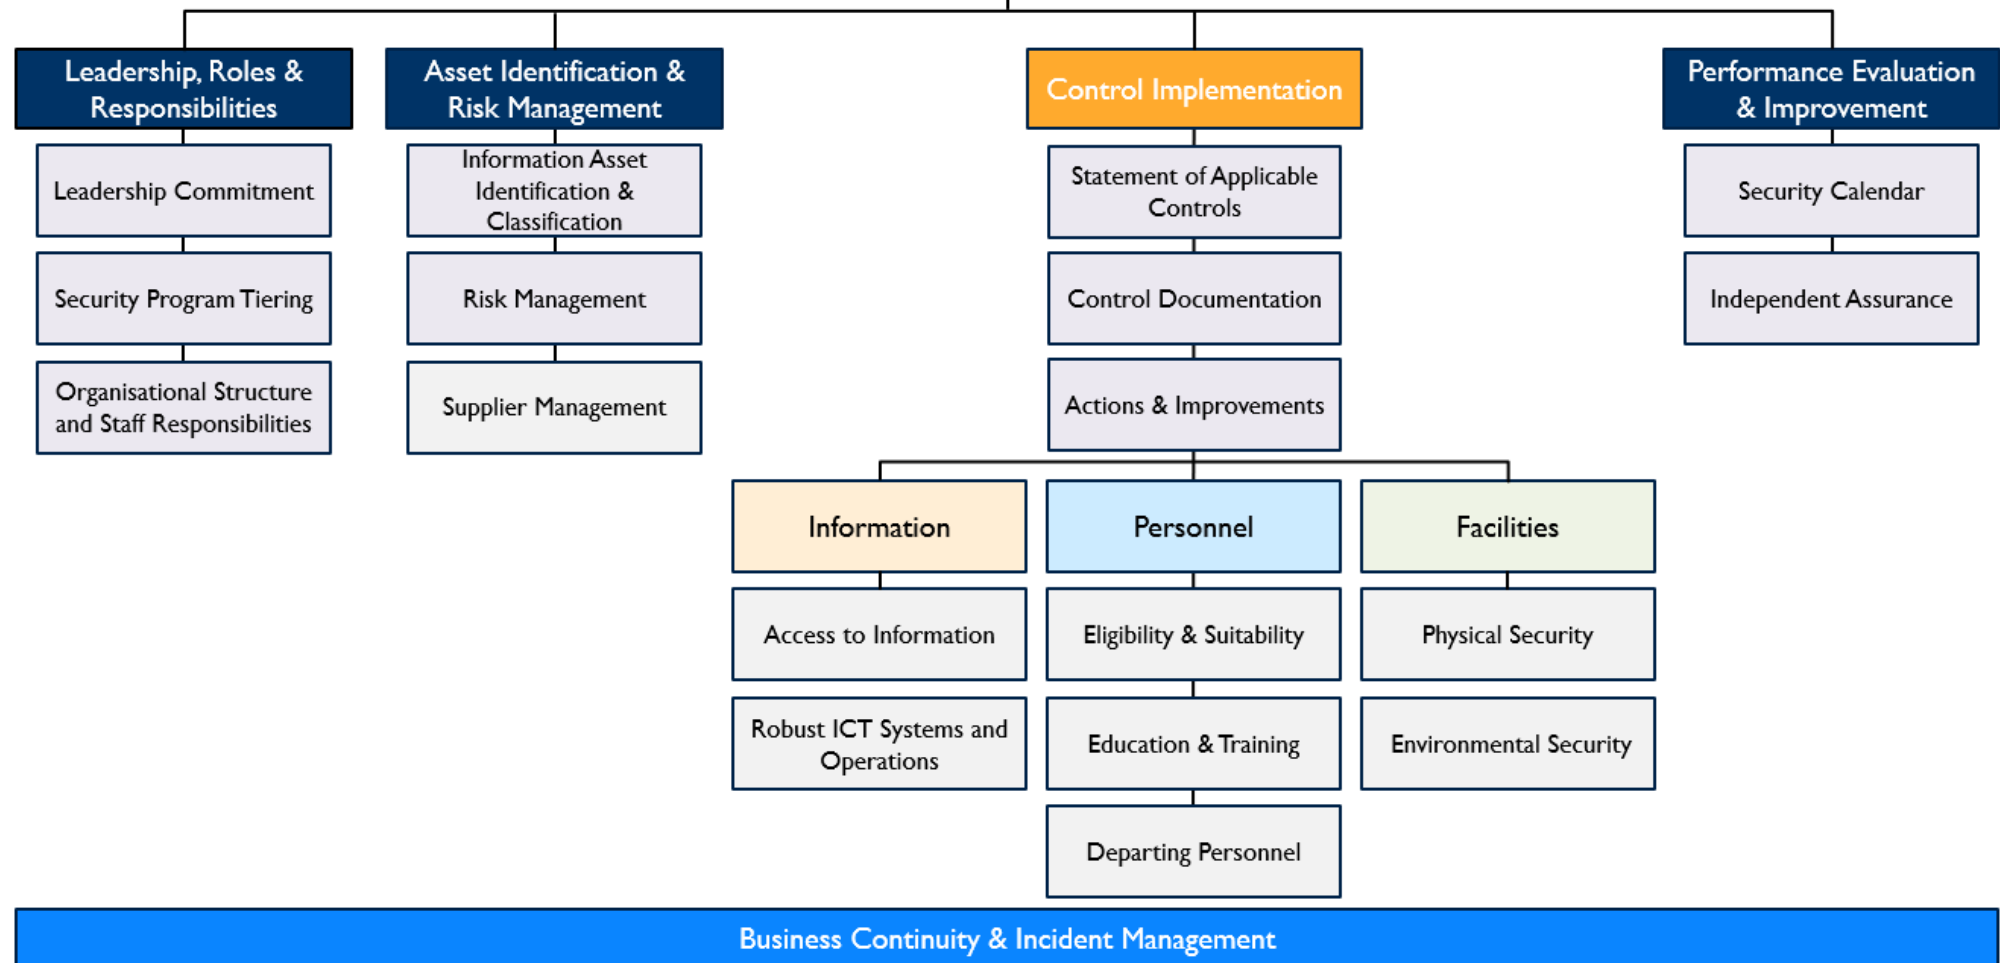 Leadership, Roles &
Responsibilities
Asset Identification &
Risk Management
Control Implementation
Performance Evaluation
& Improvement
Leadership Commitment
Information Asset
Identification &
Classification
Statement of Applicable
Controls
Security Calendar
Security Program Tiering
Risk Management
Control Documentation
Independent Assurance
Organisational Structure
and Staff Responsibilities
Supplier Management
Actions & Improvements
Information
Personnel
Facilities
Access to Information
Eligibility & Suitability
Physical Security
Robust ICT Systems and
Operations
Education & Training
Environmental Security
Departing Personnel
Business Continuity & Incident Management